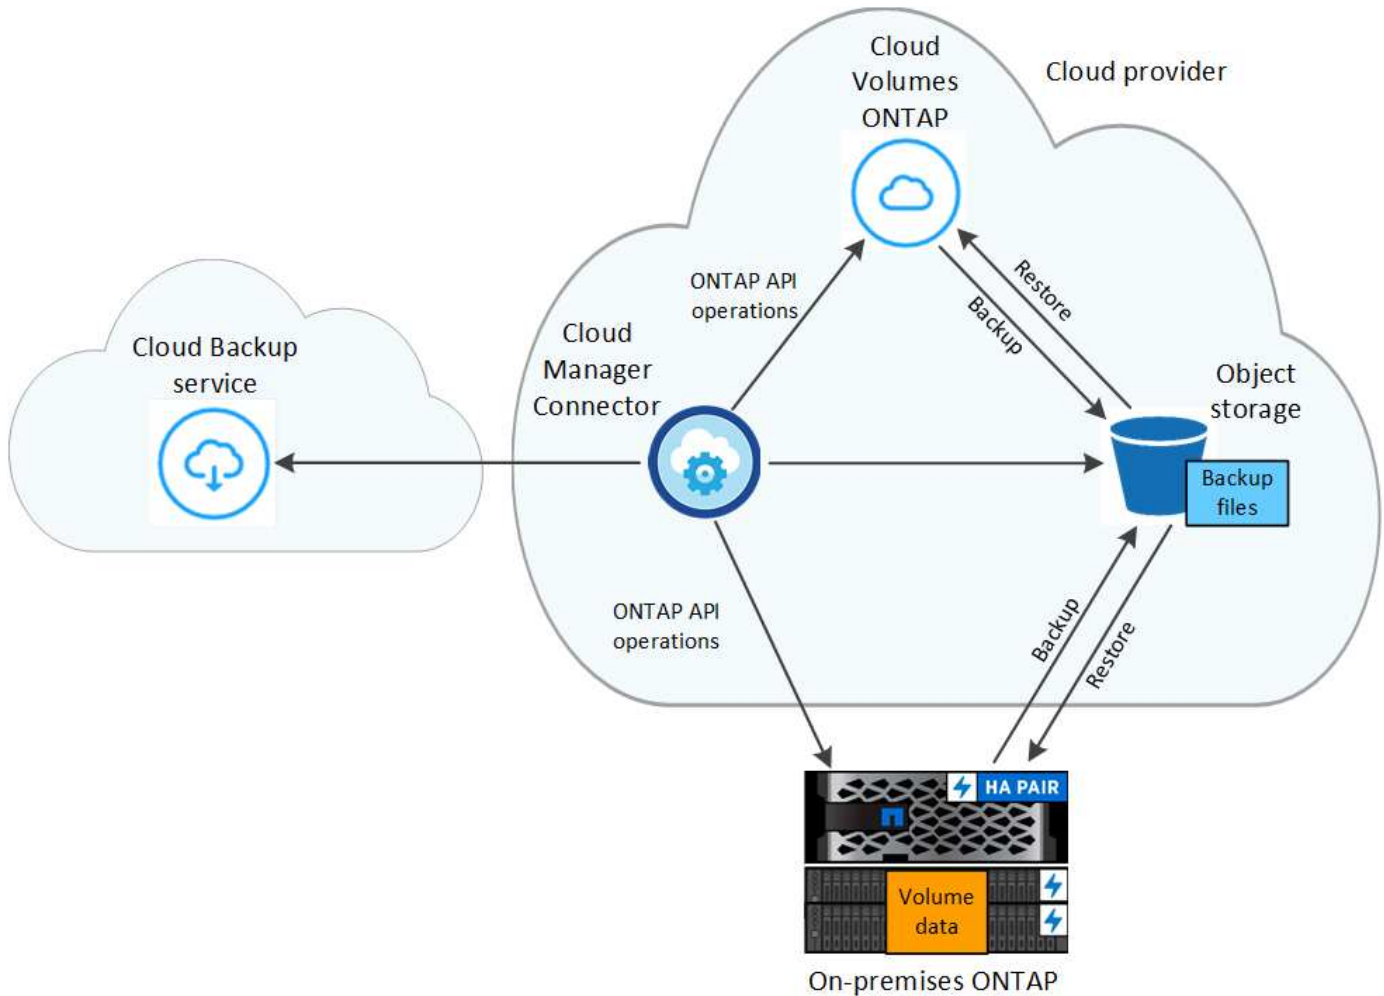 Cloud
Volumes
ONTAP
Cloud provider
ONTAP API
operations
Restore
Backup
Cloud Backup
service
Cloud
Manager
Connector
Object
storage
Backup
files
ONTAP API
operations
Backup
Restore
HA PAIR
Volume
data
On-premises ONTAP